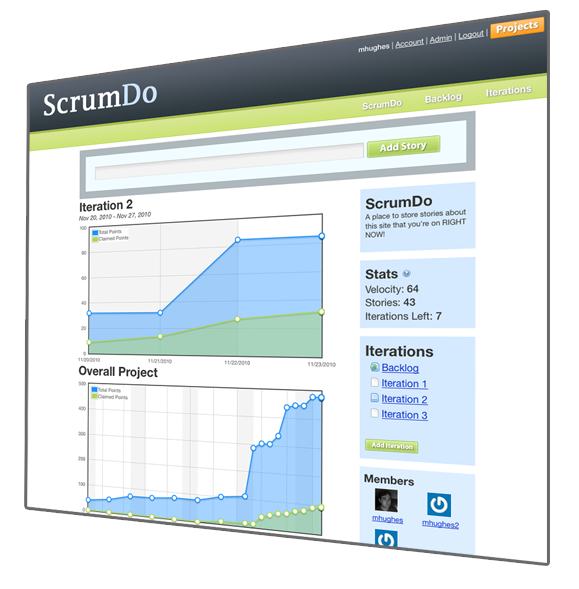 mhughes | Account | Admin | Logout | Projects
ScrumDo
ScrumDo Backlog Iterations
Add Story
Iteration 2
Nov 20, 2010 - Nov 27, 2010
Total Points
Claimed Points
100
80
60
40
20
0
11/20/2010 11/21/2010 11/22/2010 11/23/2010
Overall Project
Total Points
Claimed Points
500
400
300
200
100
0
ScrumDo
A place to store stories about
this site that you're on RIGHT
NOW!
Stats
Velocity: 64
Stories: 43
Iterations Left: 7
Iterations
Backlog
Iteration 1
Iteration 2
Iteration 3
Add Iteration
Members
mhughes mhughes2